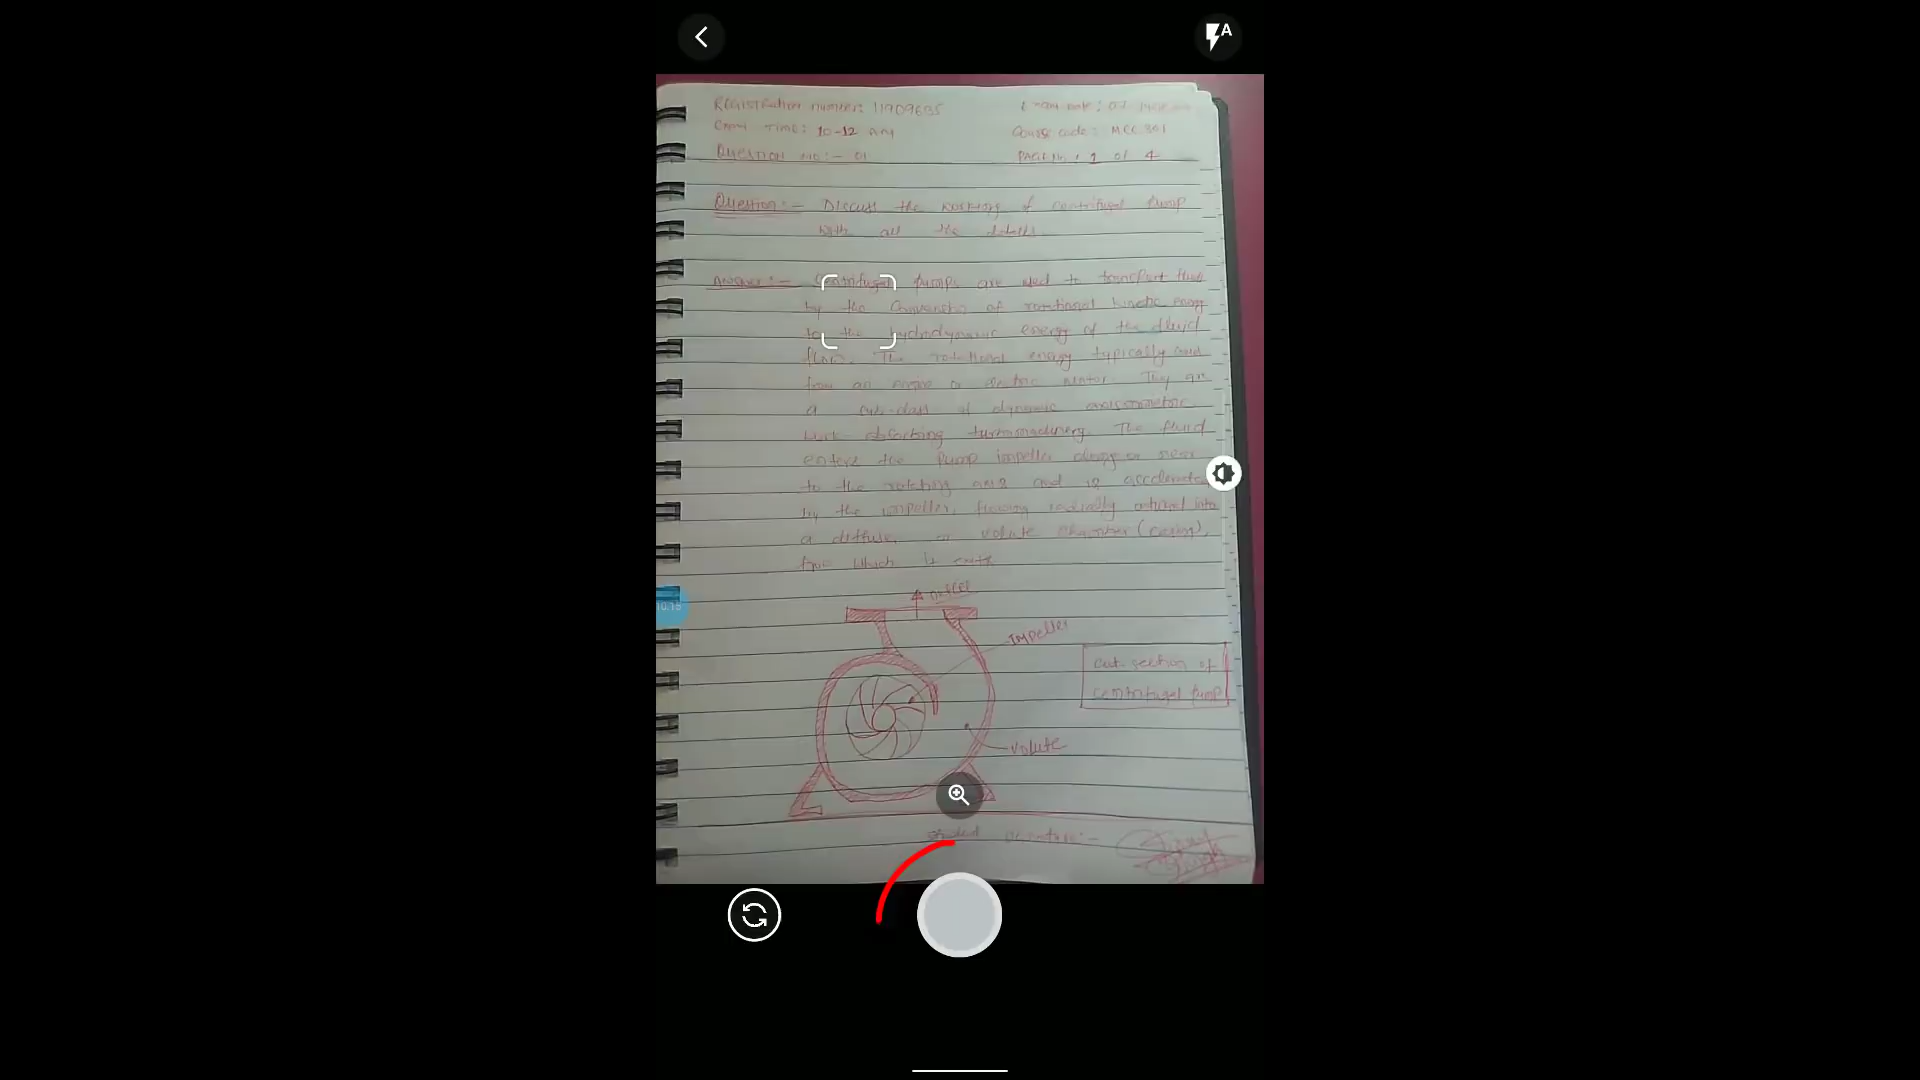 A
Registration number: 11909635
Exam Time: 10-12 AM
Course code: MEC 301
Question no:- 01
PAGE No: 1 of 4
Question:- Discuss the working of centrifugal pump
with all the details.
Answer:- Centrifugal pumps are used to transport fluids
by the conversion of rotational kinetic energy
to the hydrodynamic energy of the fluid
flow. The rotational energy typically
from an engine or electric motor. They are
a sub-class of dynamic axisymmetric
work absorbing turbomachinery. The fluid
enters the pump impeller along or near
to the rotating axis and is accelerated
by the impeller, flowing radially outward into
a diffuser or volute chamber (casing),
from which it exits
outlet
Impeller
Cut section of
centrifugal pump
Volute